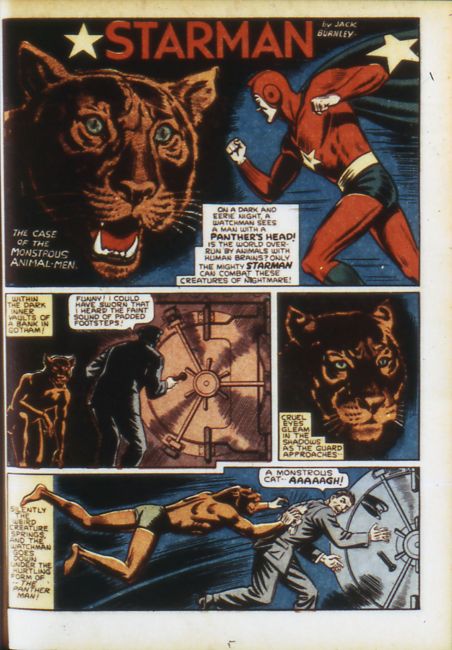 STARMAN
by JACK
BURNLEY-
THE CASE
OF THE
MONSTROUS
ANIMAL-MEN.
ON A DARK AND
EERIE NIGHT, A
WATCHMAN SEES
A MAN WITH A
PANTHER'S HEAD!
IS THE WORLD OVER-
RUN BY ANIMALS WITH
HUMAN BRAINS? ONLY
THE MIGHTY STARMAN
CAN COMBAT THESE
CREATURES OF NIGHTMARE!
WITHIN
THE DARK
INNER
VAULTS OF
A BANK IN
GOTHAM!
FUNNY! I COULD
HAVE SWORN THAT
I HEARD THE FAINT
SOUND OF PADDED
FOOTSTEPS!
CRUEL
EYES
GLEAM
IN THE
SHADOWS
AS THE GUARD
APPROACHES--
SILENTLY
THE
WEIRD
CREATURE
SPRINGS,
AND THE
WATCHMAN
GOES
DOWN
UNDER THE
HURTLING
FORM OF
--THE
PANTHER
MAN!
A MONSTROUS
CAT-- AAAAAGH!